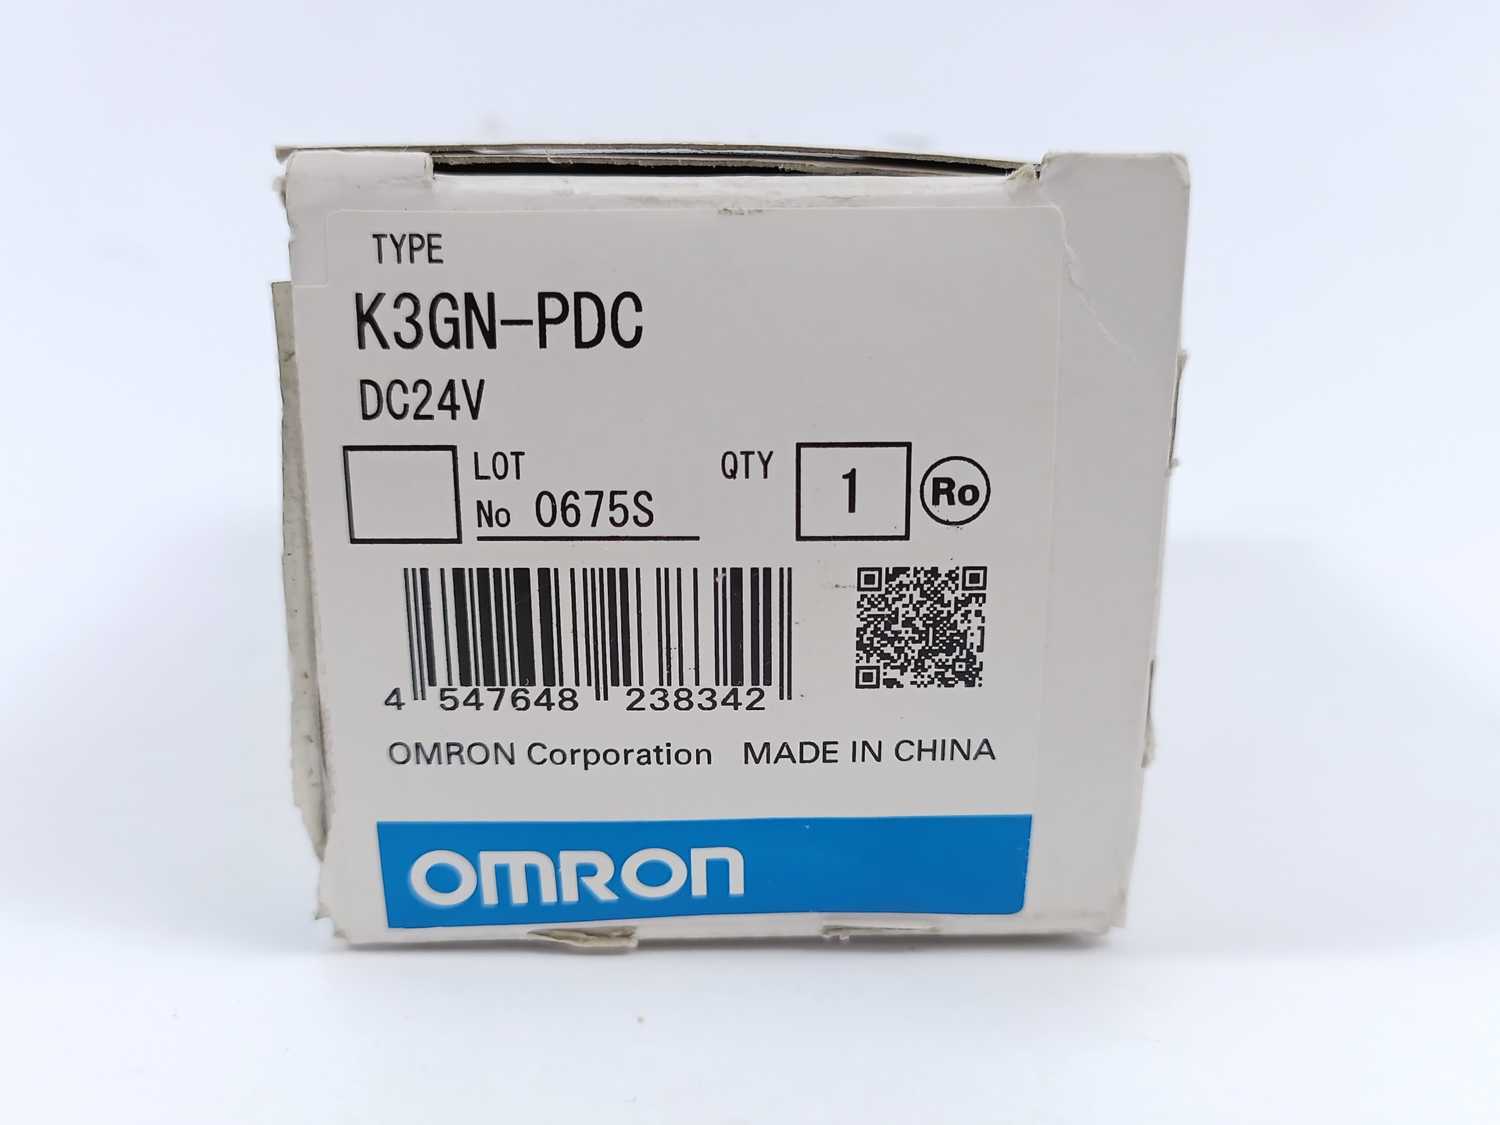 TYPE
K3GN-PDC
DC24V
LOT
No 0675S
QTY
1
Ro
4 547648 238342
OMRON Corporation MADE IN CHINA
OMRON